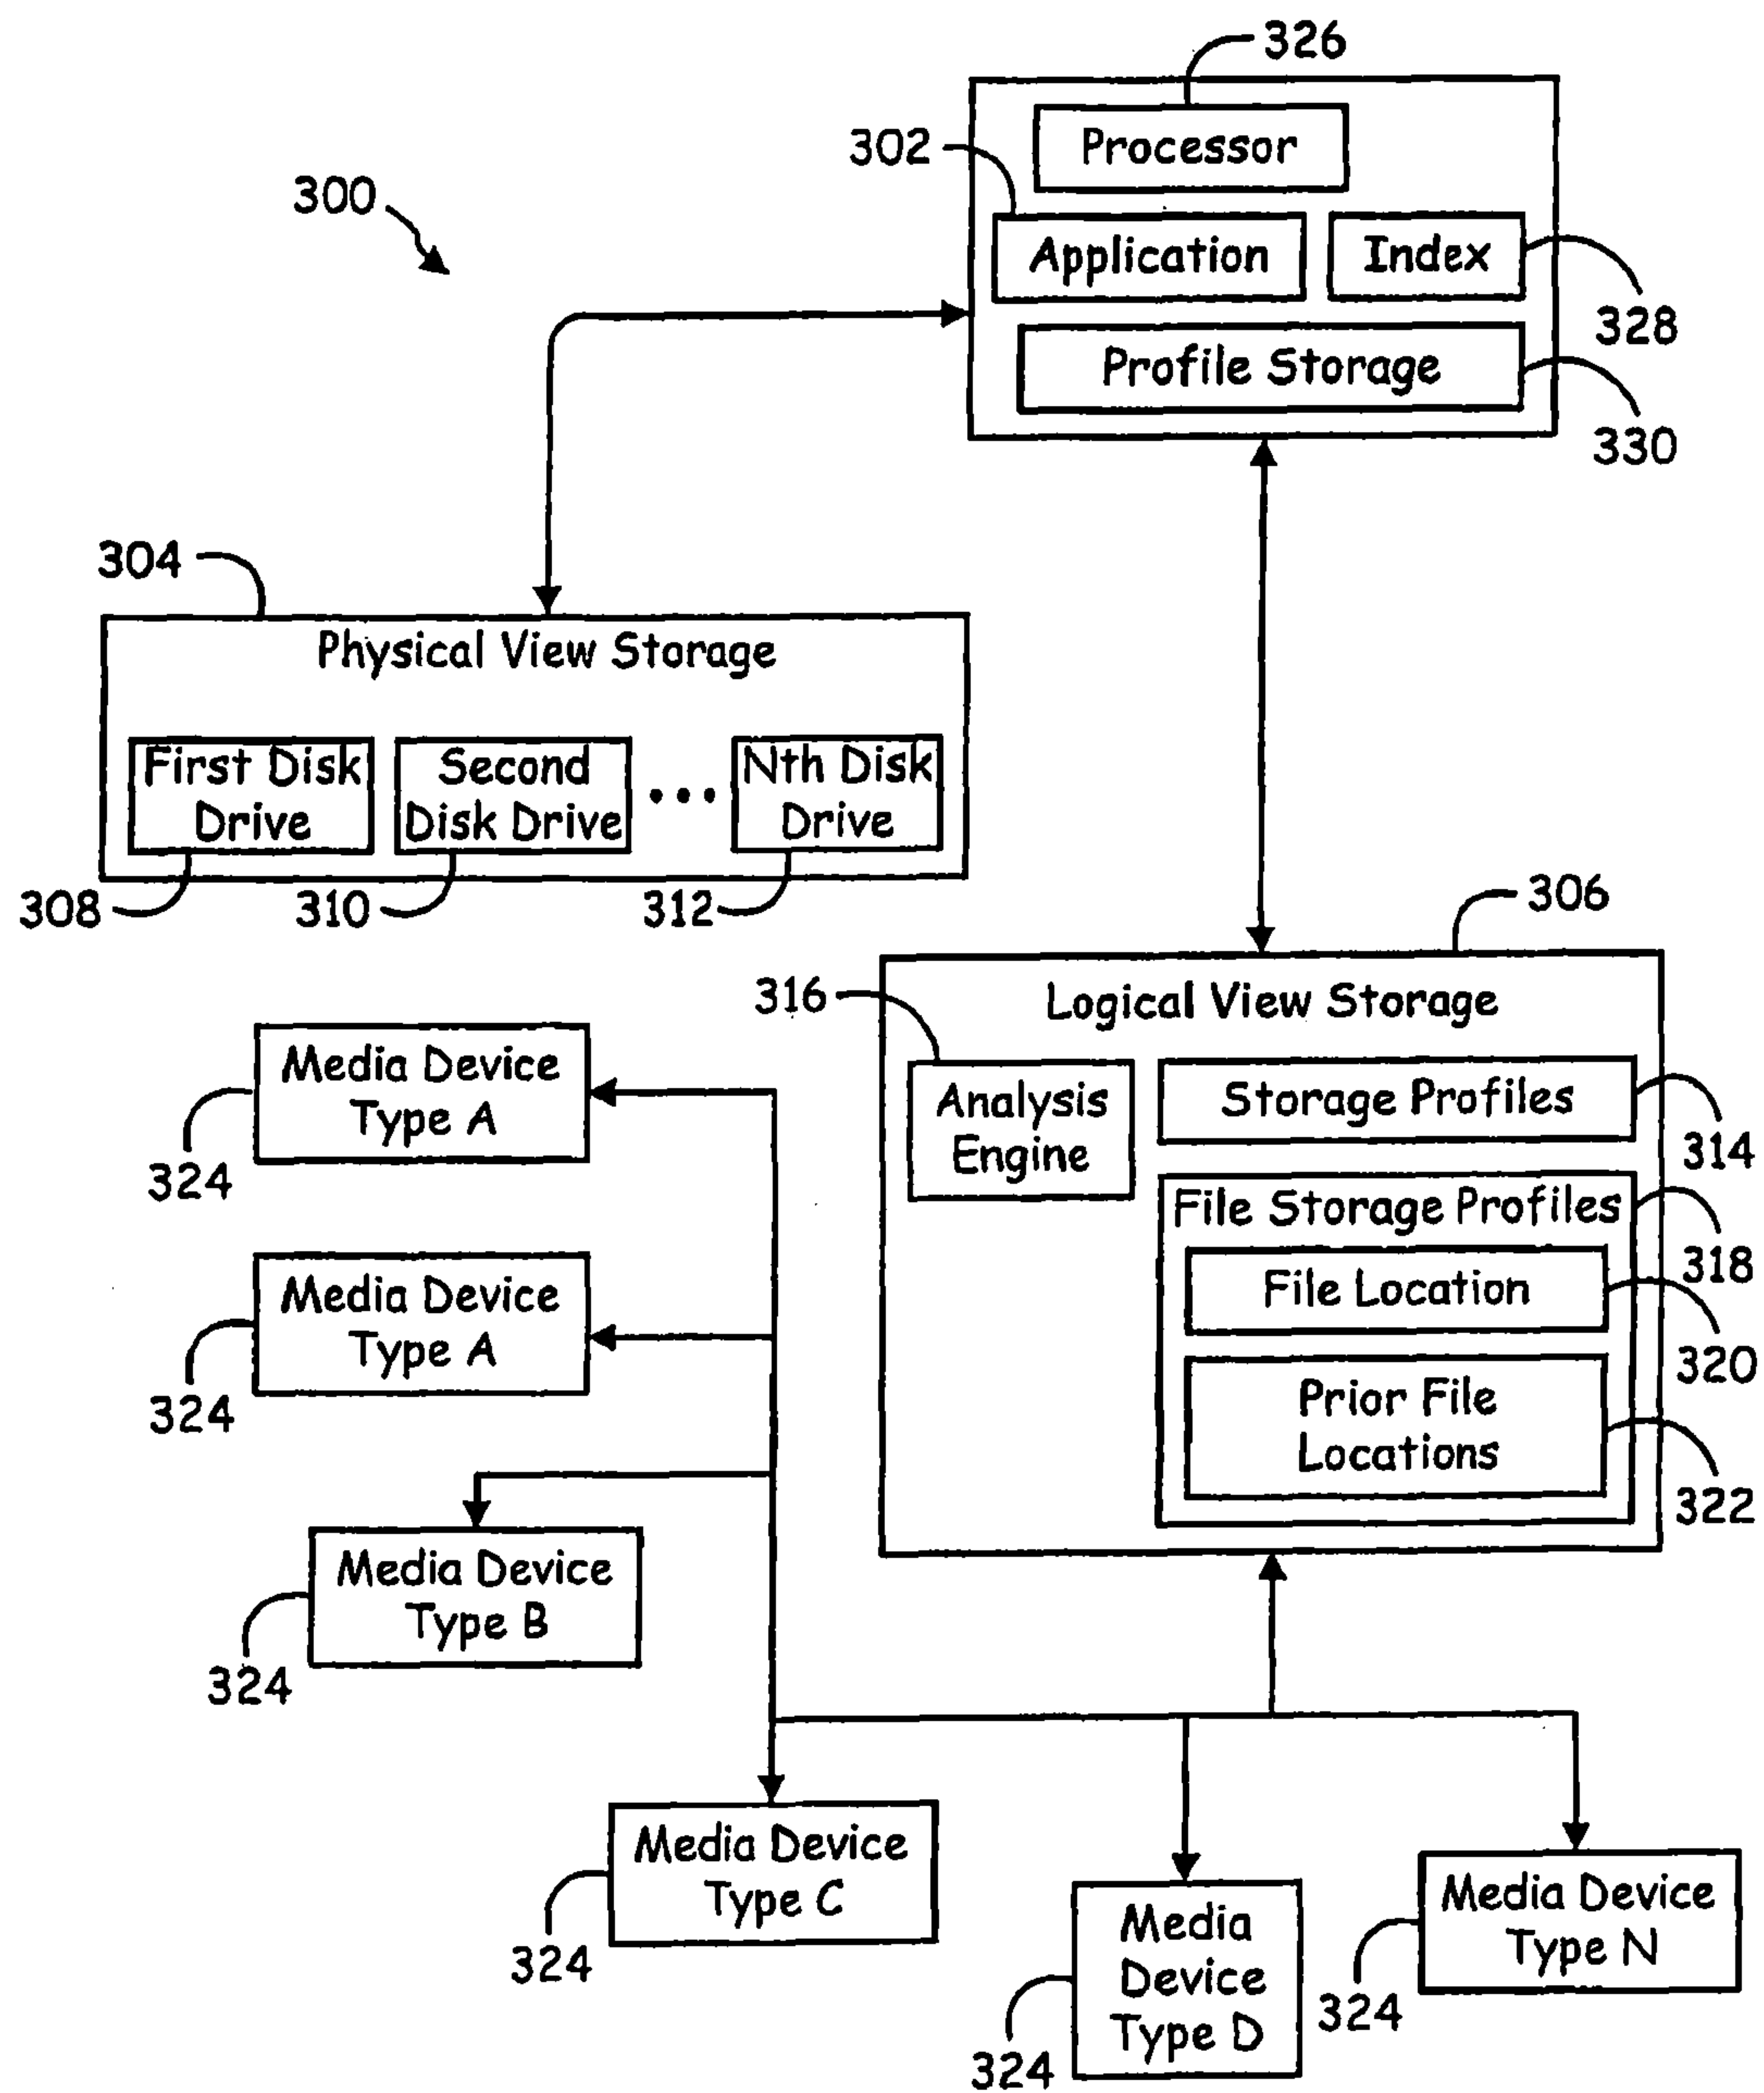 326
302
Processor
300
Application
Index
328
Profile Storage
330
304
Physical View Storage
First Disk
Drive
Second
Disk Drive
•••
Nth Disk
Drive
308
310
312
306
316
Logical View Storage
Analysis
Engine
Storage Profiles
314
File Storage Profiles
318
File Location
320
Prior File
Locations
322
Media Device
Type A
324
Media Device
Type A
324
Media Device
Type B
324
Media Device
Type C
324
Media
Device
Type D
324
Media Device
Type N
324